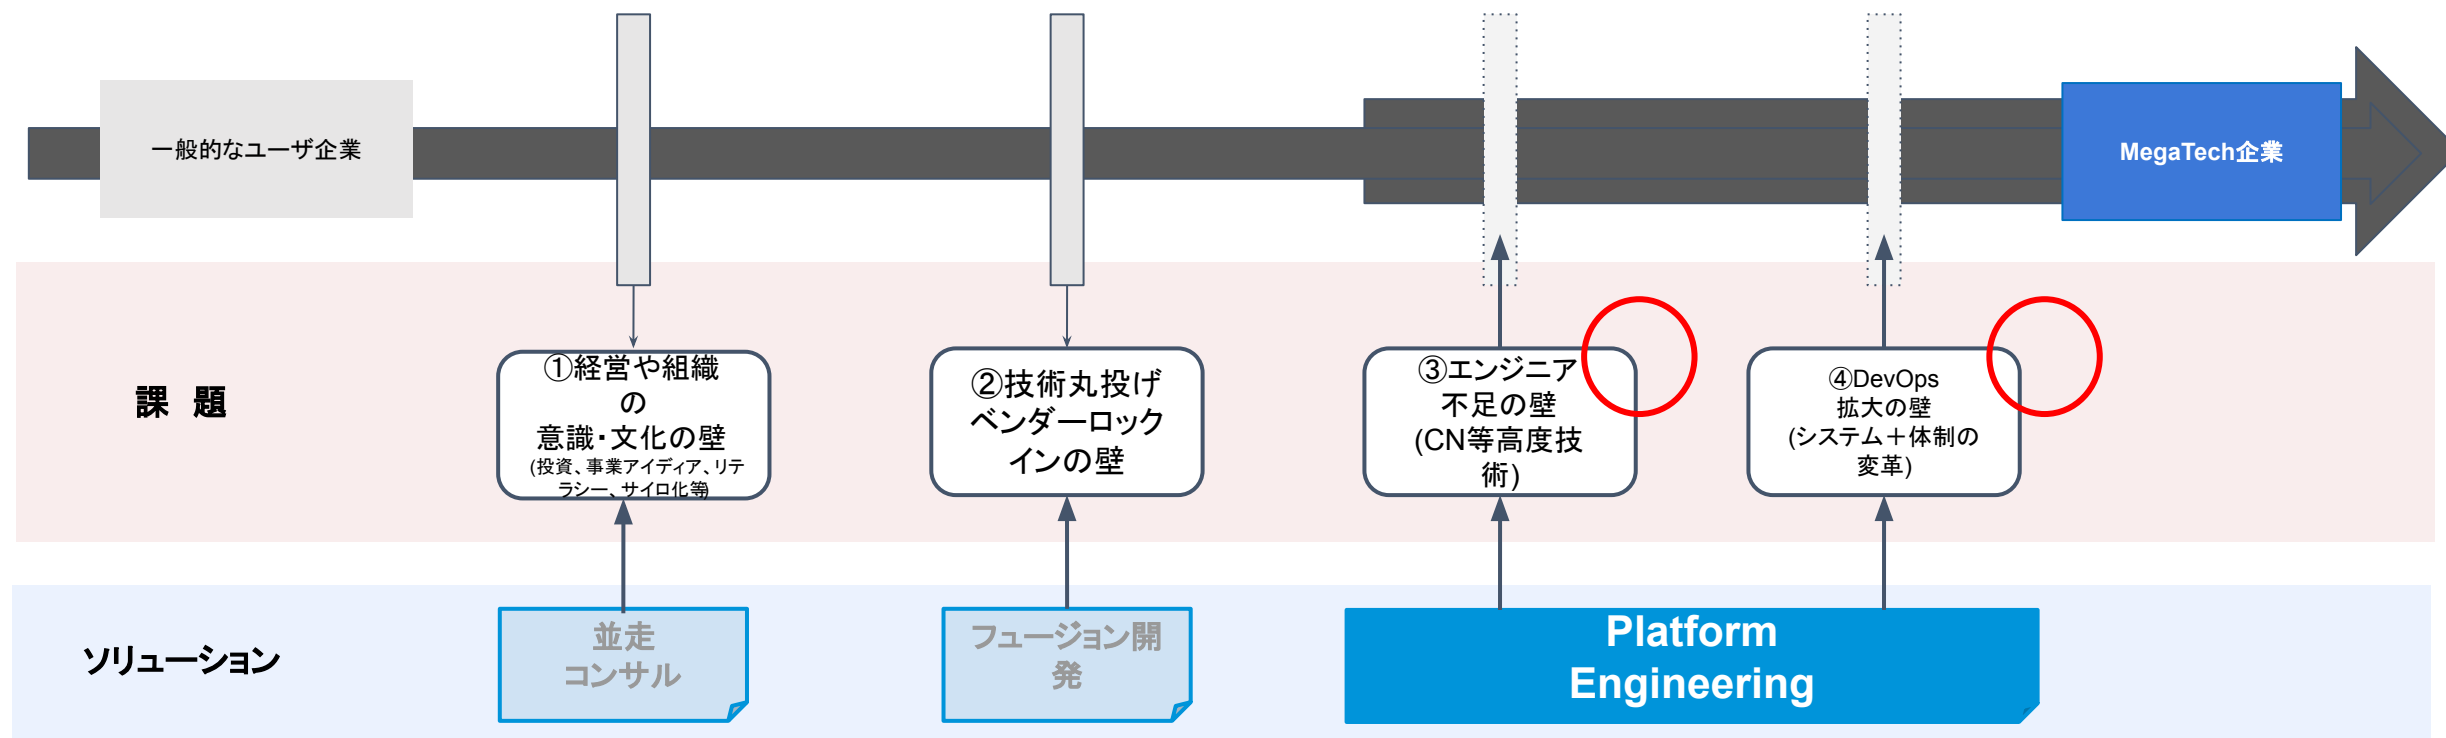 一般的なユーザ企業
MegaTech企業
課　題
①経営や組織
の
意識・文化の壁
(投資、事業アイディア、リテ
ラシー、サイロ化等)
②技術丸投げ
ベンダーロック
インの壁
③エンジニア
不足の壁
(CN等高度技
術)
④DevOps
拡大の壁
(システム＋体制の
変革)
ソリューション
並走
コンサル
フュージョン開
発
Platform
Engineering